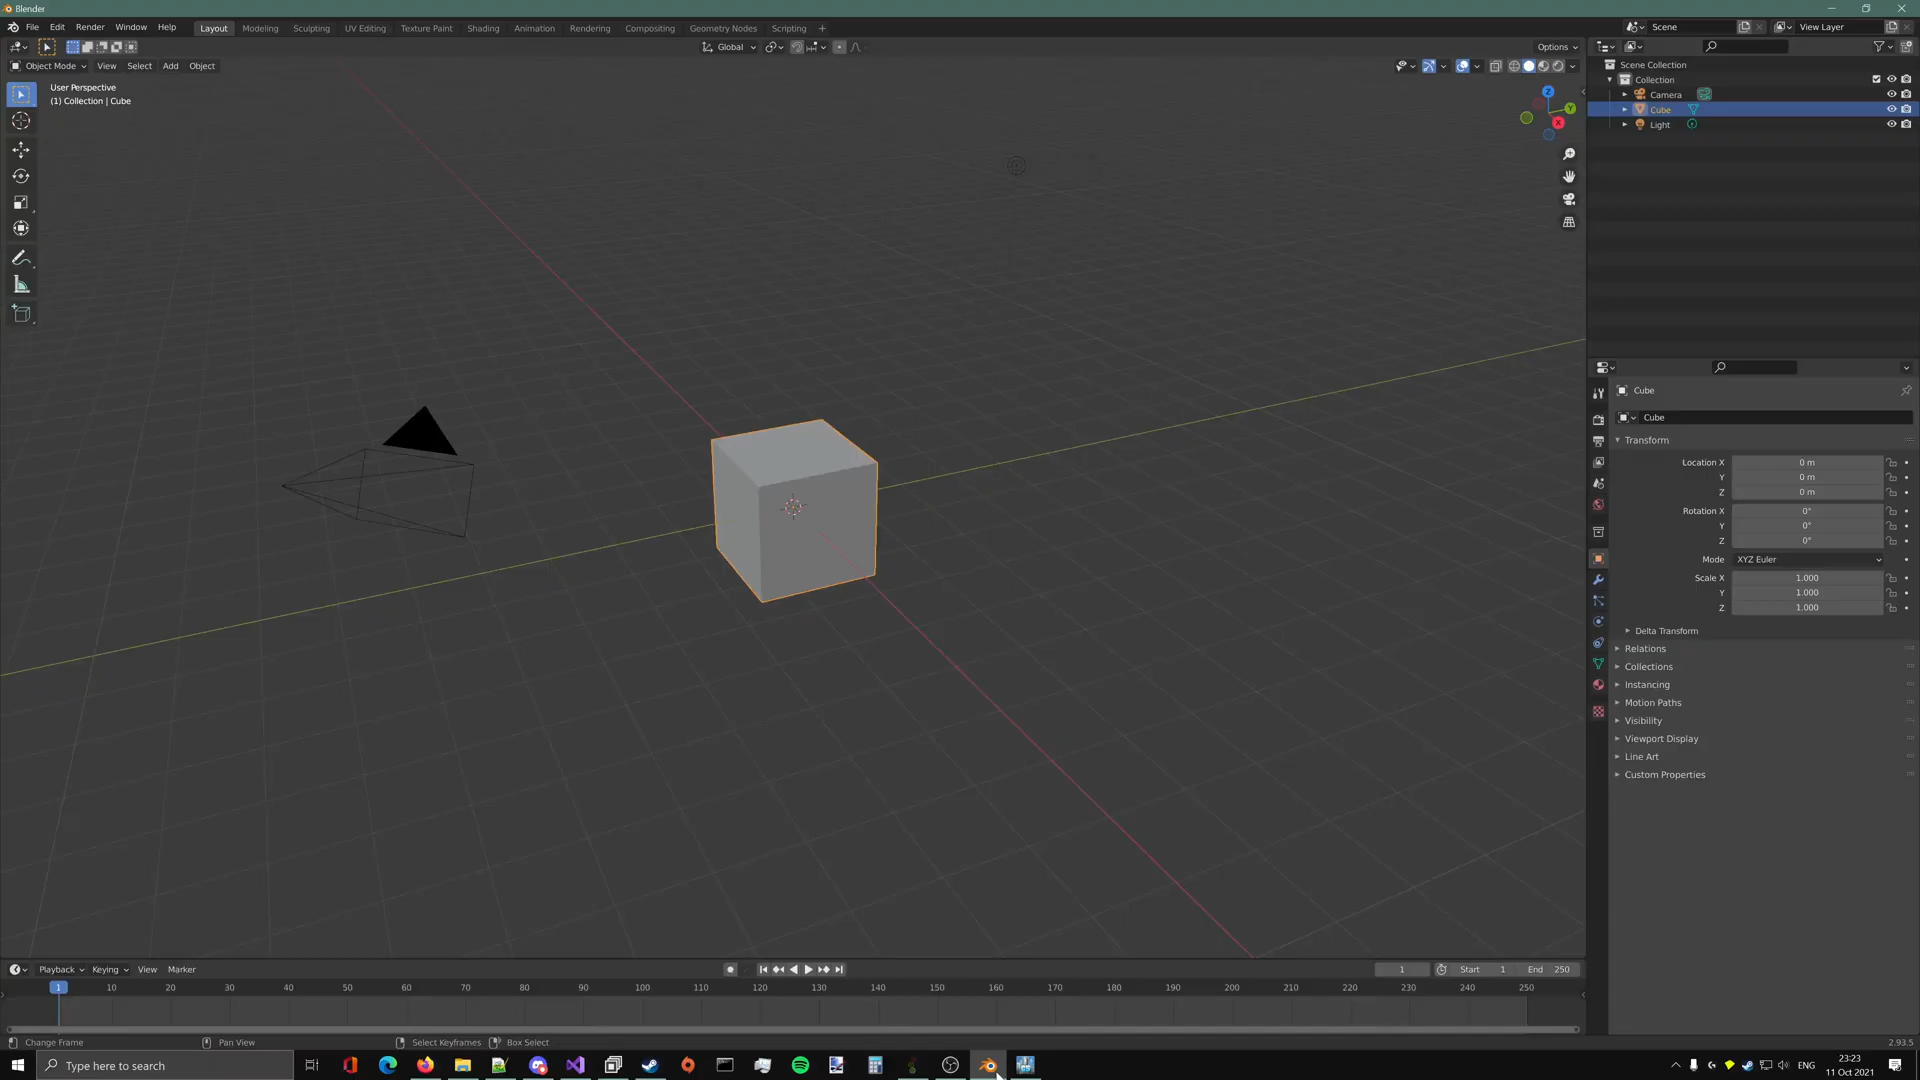 Blender
File Edit Render Window Help Layout Modeling Sculpting UV Editing Texture Paint Shading Animation Rendering Compositing Geometry Nodes Scripting + Scene View Layer
Global Options
Object Mode View Select Add Object
User Perspective
(1) Collection | Cube
Z
Y
X
Scene Collection
Collection
Camera
Cube
Light
Cube
Cube
Transform
Location X 0 m
Y 0 m
Z 0 m
Rotation X 0°
Y 0°
Z 0°
Mode XYZ Euler
Scale X 1.000
Y 1.000
Z 1.000
Delta Transform
Relations
Collections
Instancing
Motion Paths
Visibility
Viewport Display
Line Art
Custom Properties
Playback Keying View Marker 1 Start 1 End 250
1 10 20 30 40 50 60 70 80 90 100 110 120 130 140 150 160 170 180 190 200 210 220 230 240 250
Change Frame Pan View Select Keyframes Box Select 2.93.5
Type here to search ENG 23:23
11 Oct 2021